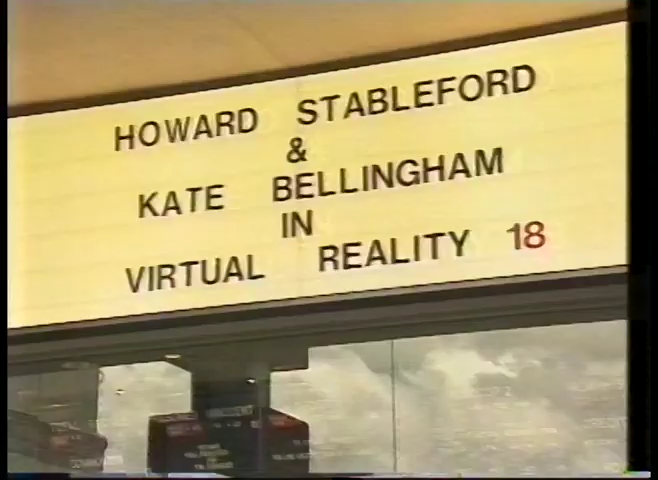 HOWARD STABLEFORD
&
KATE BELLINGHAM
IN
VIRTUAL REALITY 18